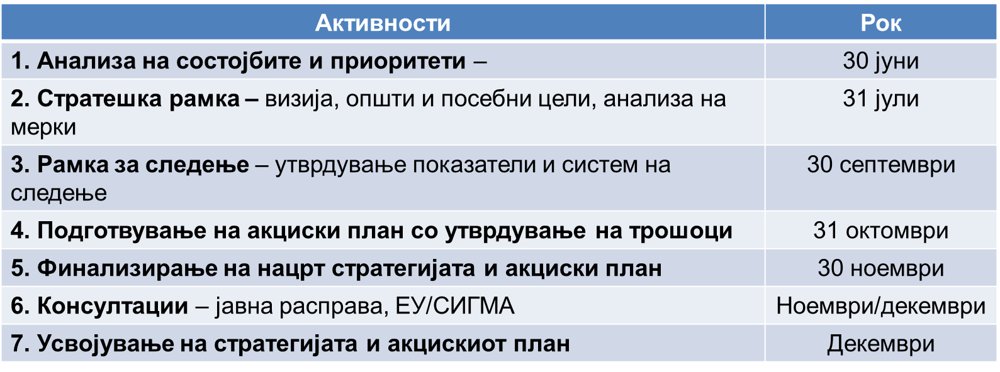 Активности
Рок
1. Анализа на состојбите и приоритети –
30 јуни
2. Стратешка рамка – визија, општи и посебни цели, анализа на
мерки
31 јули
3. Рамка за следење – утврдување показатели и систем на
следење
30 септември
4. Подготвување на акциски план со утврдување на трошоци
31 октомври
5. Финализирање на нацрт стратегијата и акциски план
30 ноември
6. Консултации – јавна расправа, ЕУ/СИГМА
Ноември/декември
7. Усвојување на стратегијата и акцискиот план
Декември